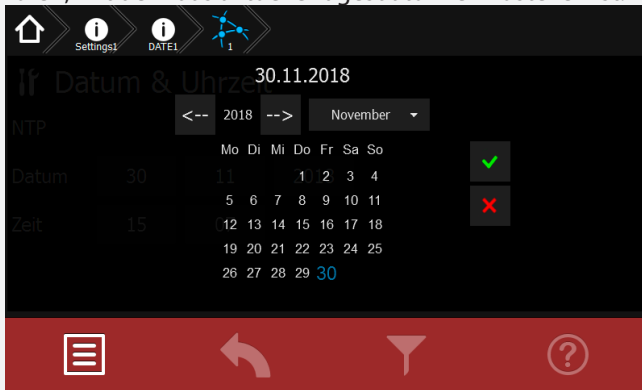 Settings1 DATE1 1
Datum & Uhrzeit
30.11.2018
<-- 2018 --> November
NTP
Mo Di Mi Do Fr Sa So
1 2 3 4
Datum 30 11
5 6 7 8 9 10 11
Zeit 15
12 13 14 15 16 17 18
19 20 21 22 23 24 25
26 27 28 29 30
?